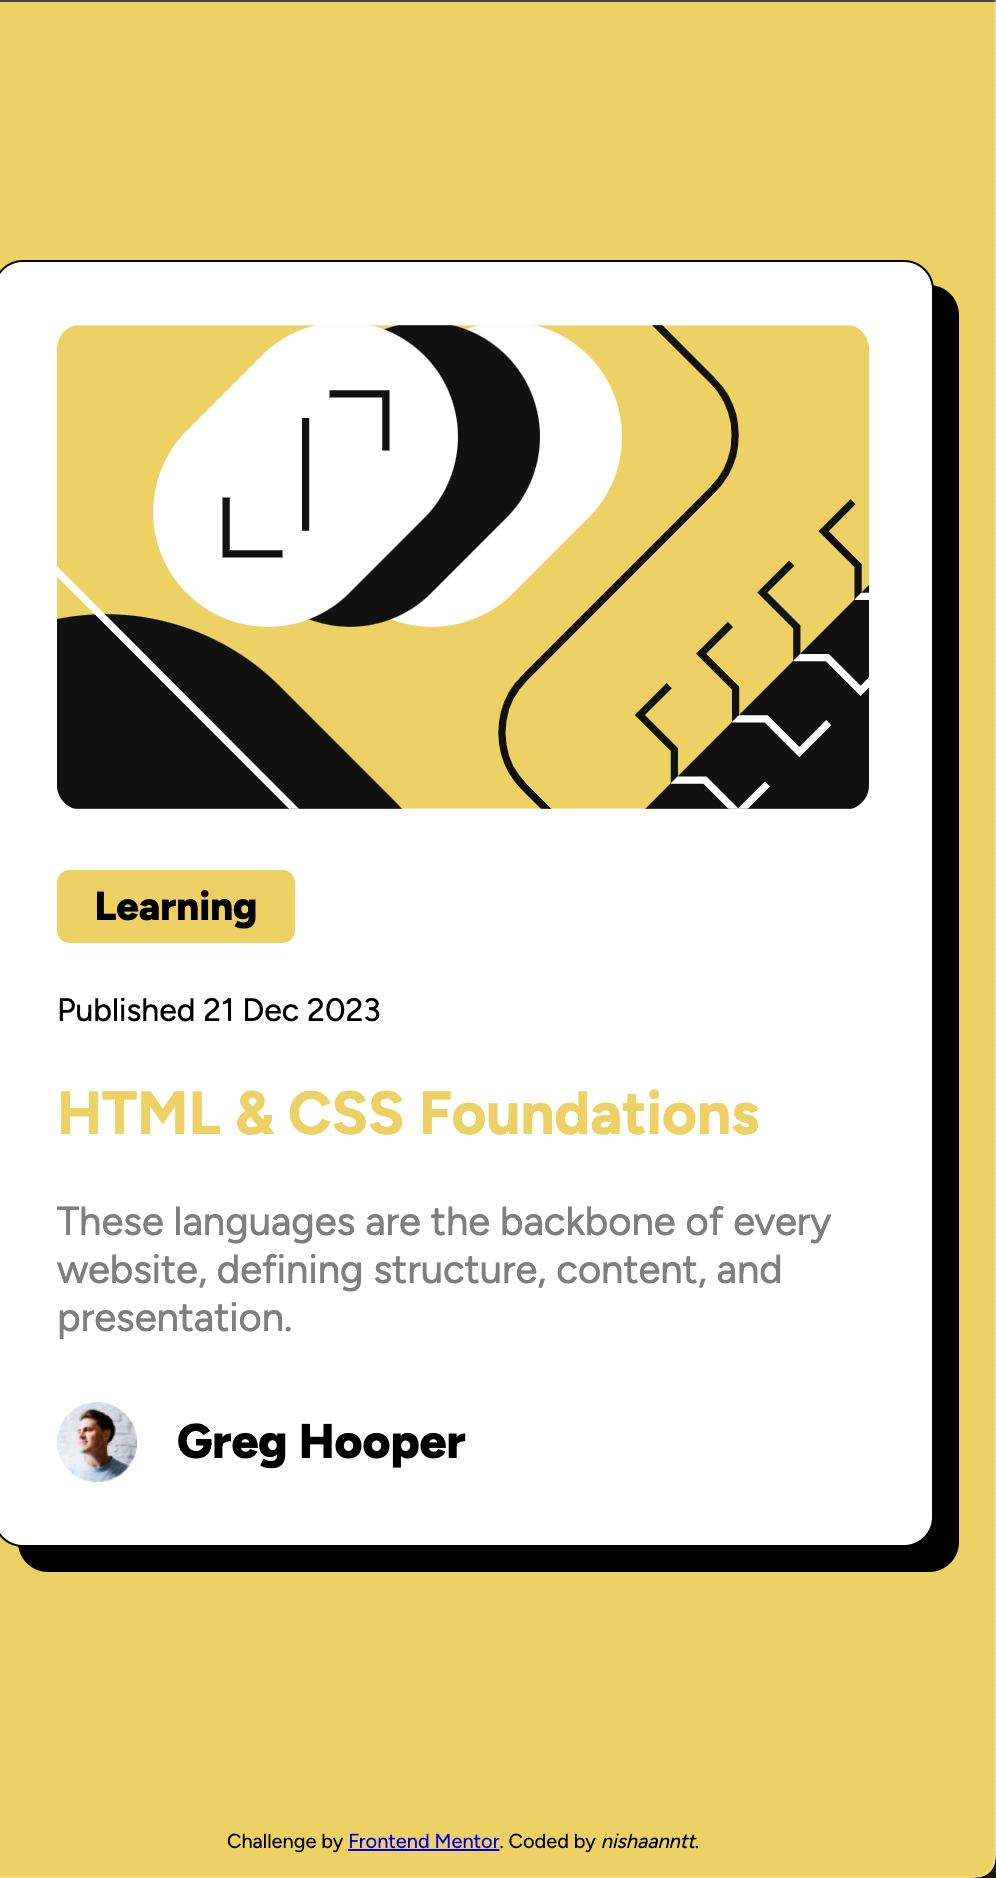 Learning
Published 21 Dec 2023
HTML & CSS Foundations
These languages are the backbone of every
website, defining structure, content, and
presentation.
Greg Hooper
Challenge by Frontend Mentor. Coded by nishaanntt.